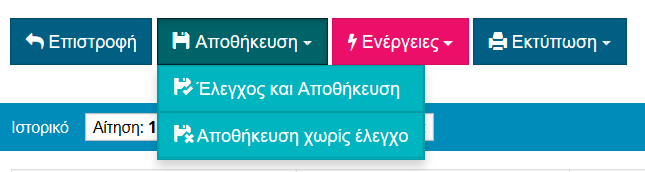 Επιστροφή Αποθήκευση Ενέργειες Εκτύπωση
Έλεγχος και Αποθήκευση
Ιστορικό Αίτηση: 1
Αποθήκευση χωρίς έλεγχο